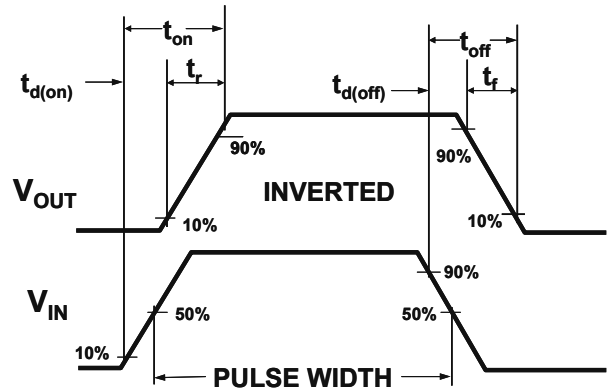 t_on
t_off
t_d(on)
t_r
t_d(off)
t_f
90%
90%
V_OUT
INVERTED
10%
10%
90%
V_IN
50%
50%
10%
PULSE WIDTH